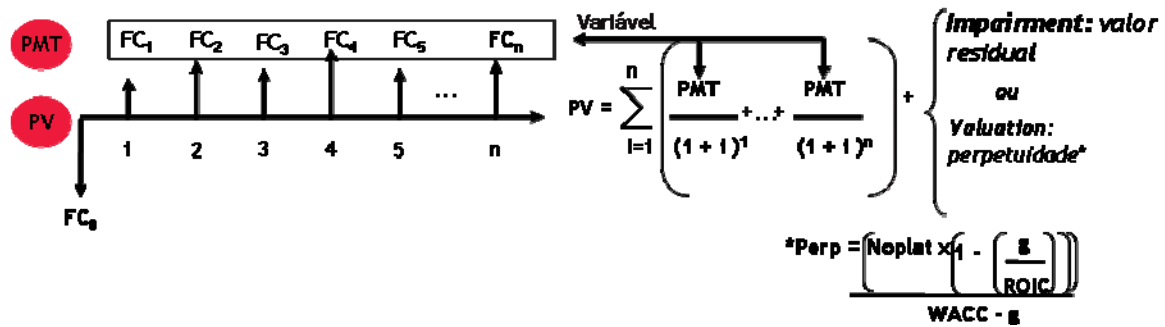 PMT FC₁ FC₂ FC₃ FC₄ FC₅ FCₙ
PV
1 2 3 4 5 ... n
FC₀
Variável
PV = n ∑ i=1 ( PMT / (1 + i)¹ +...+ PMT / (1 + i)ⁿ ) +
Impairment: valor
residual
ou
Valuation:
perpetuidade*
*Perp = (Noplat x (1 - (g / ROIC))) / WACC - g